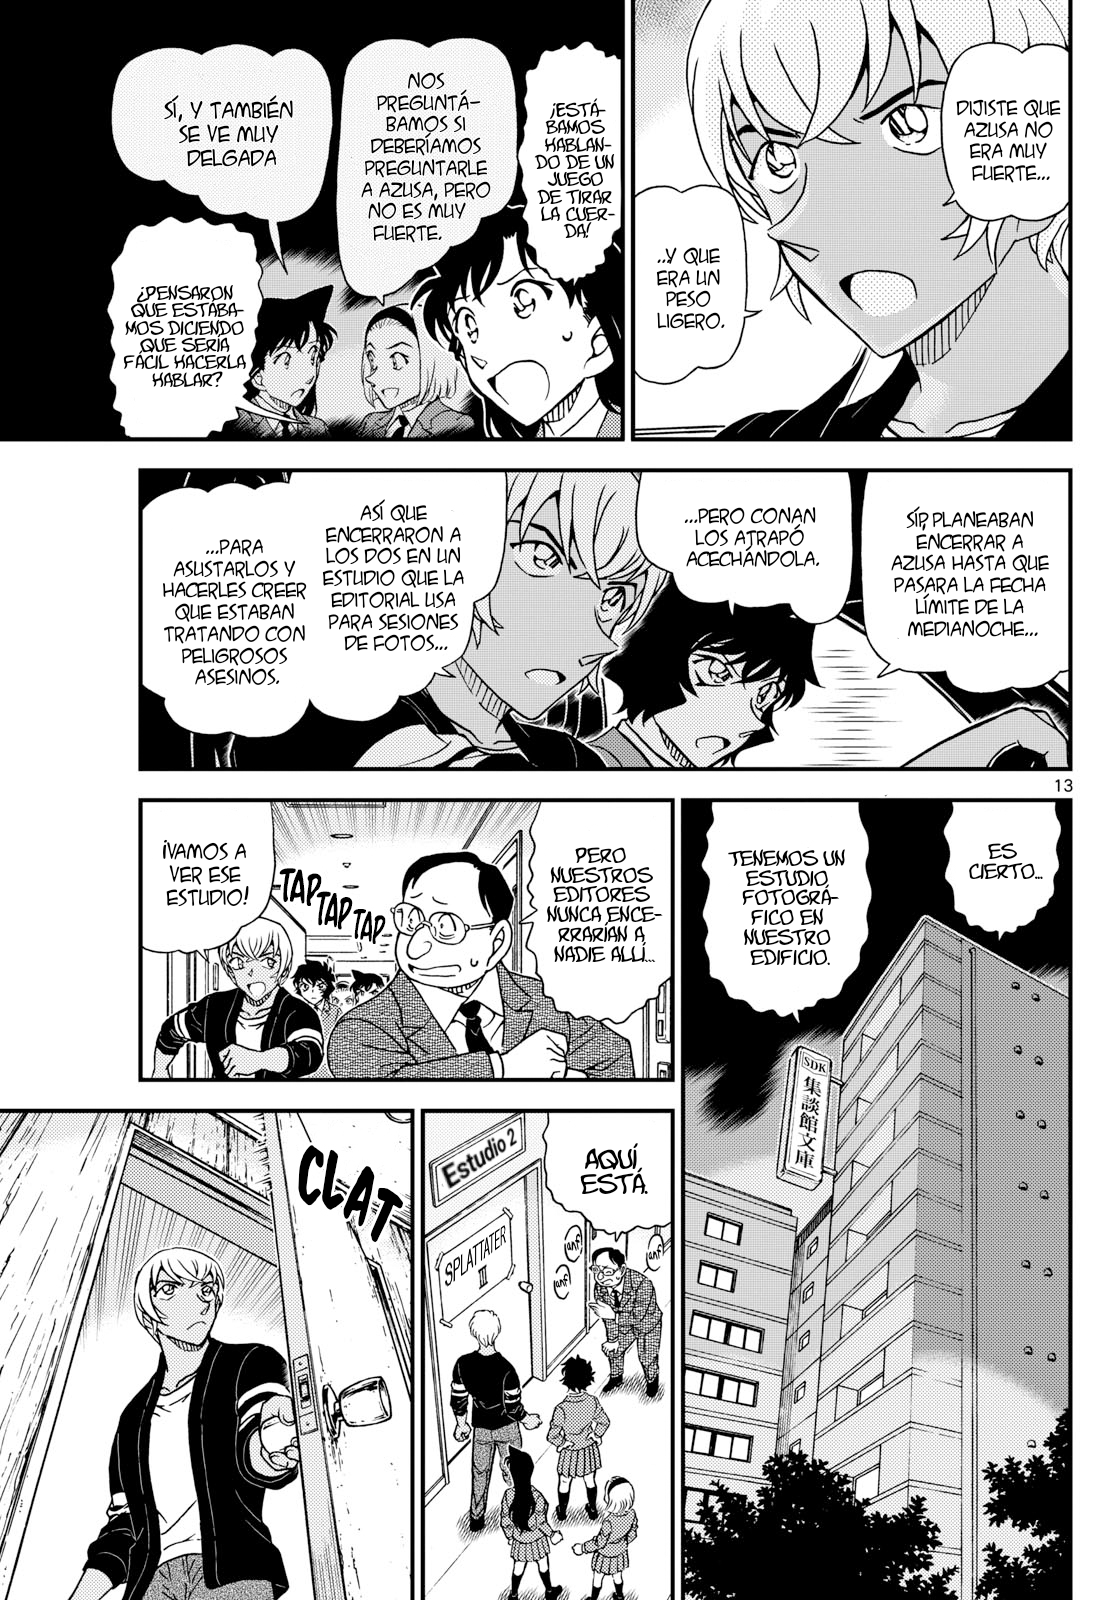 DIJISTE QUE
AZUSA NO
ERA MUY
FUERTE...
...Y QUE
ERA UN
PESO
LIGERO.
¡ESTÁ-
BAMOS
HABLAN-
DO DE UN
JUEGO
DE TIRAR
LA CUER-
DA!
NOS
PREGUNTÁ-
BAMOS SI
DEBERÍAMOS
PREGUNTARLE
A AZUSA, PERO
NO ES MUY
FUERTE.
SÍ, Y TAMBIÉN
SE VE MUY
DELGADA
¿PENSARON
QUE ESTÁBA-
MOS DICIENDO
QUE SERÍA
FÁCIL HACERLA
HABLAR?
SÍP, PLANEABAN
ENCERRAR A
AZUSA HASTA QUE
PASARA LA FECHA
LÍMITE DE LA
MEDIANOCHE...
...PERO CONAN
LOS ATRAPÓ
ACECHÁNDOLA.
ASÍ QUE
ENCERRARON A
LOS DOS EN UN
ESTUDIO QUE LA
EDITORIAL USA
PARA SESIONES
DE FOTOS...
...PARA
ASUSTARLOS Y
HACERLES CREER
QUE ESTABAN
TRATANDO CON
PELIGROSOS
ASESINOS.
13
ES
CIERTO...
TENEMOS UN
ESTUDIO
FOTOGRÁ-
FICO EN
NUESTRO
EDIFICIO.
SDK
集談館文庫
PERO
NUESTROS
EDITORES
NUNCA ENCE-
RRARÍAN A
NADIE ALLÍ...
TAP
TAP
TAP
¡VAMOS A
VER ESE
ESTUDIO!
AQUÍ
ESTÁ.
Estudio 2
SPLATTATER
III
¡anf!
¡anf!
CLAT